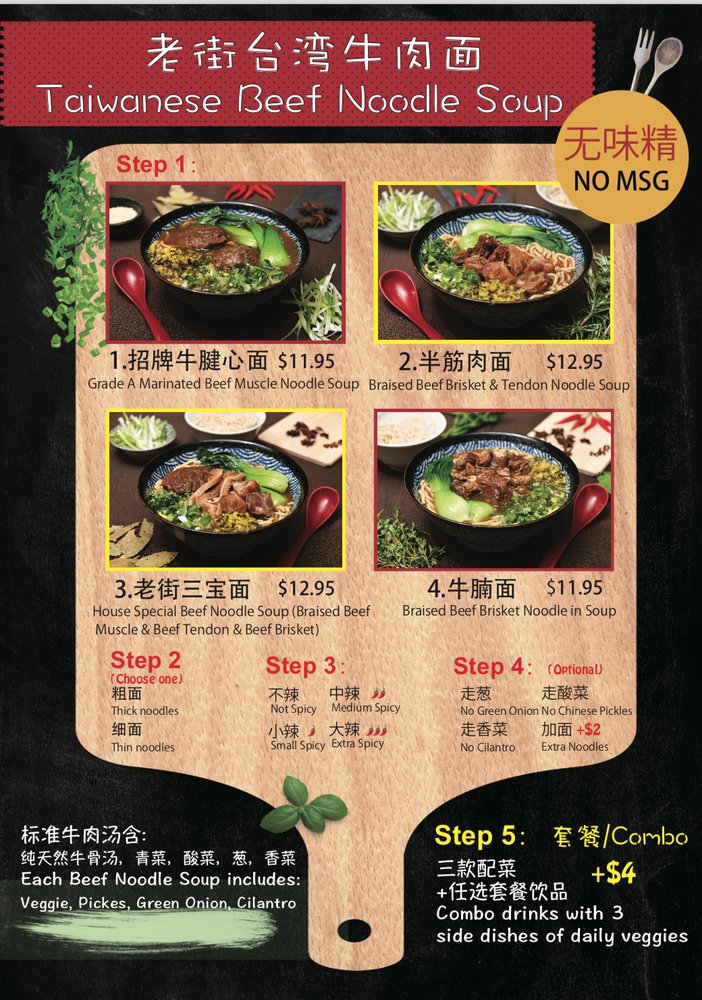 老街台湾牛肉面
Taiwanese Beef Noodle Soup
无味精
NO MSG
Step 1:
1.招牌牛腱心面 $11.95
Grade A Marinated Beef Muscle Noodle Soup
2.半筋肉面 $12.95
Braised Beef Brisket & Tendon Noodle Soup
3.老街三宝面 $12.95
House Special Beef Noodle Soup (Braised Beef
Muscle & Beef Tendon & Beef Brisket)
4.牛腩面 $11.95
Braised Beef Brisket Noodle in Soup
Step 2
(Choose one)
粗面
Thick noodles
细面
Thin noodles
Step 3:
不辣 中辣
Not Spicy Medium Spicy
小辣 大辣
Small Spicy Extra Spicy
Step 4: (Optional)
走葱 走酸菜
No Green Onion No Chinese Pickles
走香菜 加面 +$2
No Cilantro Extra Noodles
标准牛肉汤含:
纯天然牛骨汤, 青菜, 酸菜, 葱, 香菜
Each Beef Noodle Soup includes:
Veggie, Pickes, Green Onion, Cilantro
Step 5: 套餐/Combo
三款配菜 +$4
+任选套餐饮品
Combo drinks with 3
side dishes of daily veggies